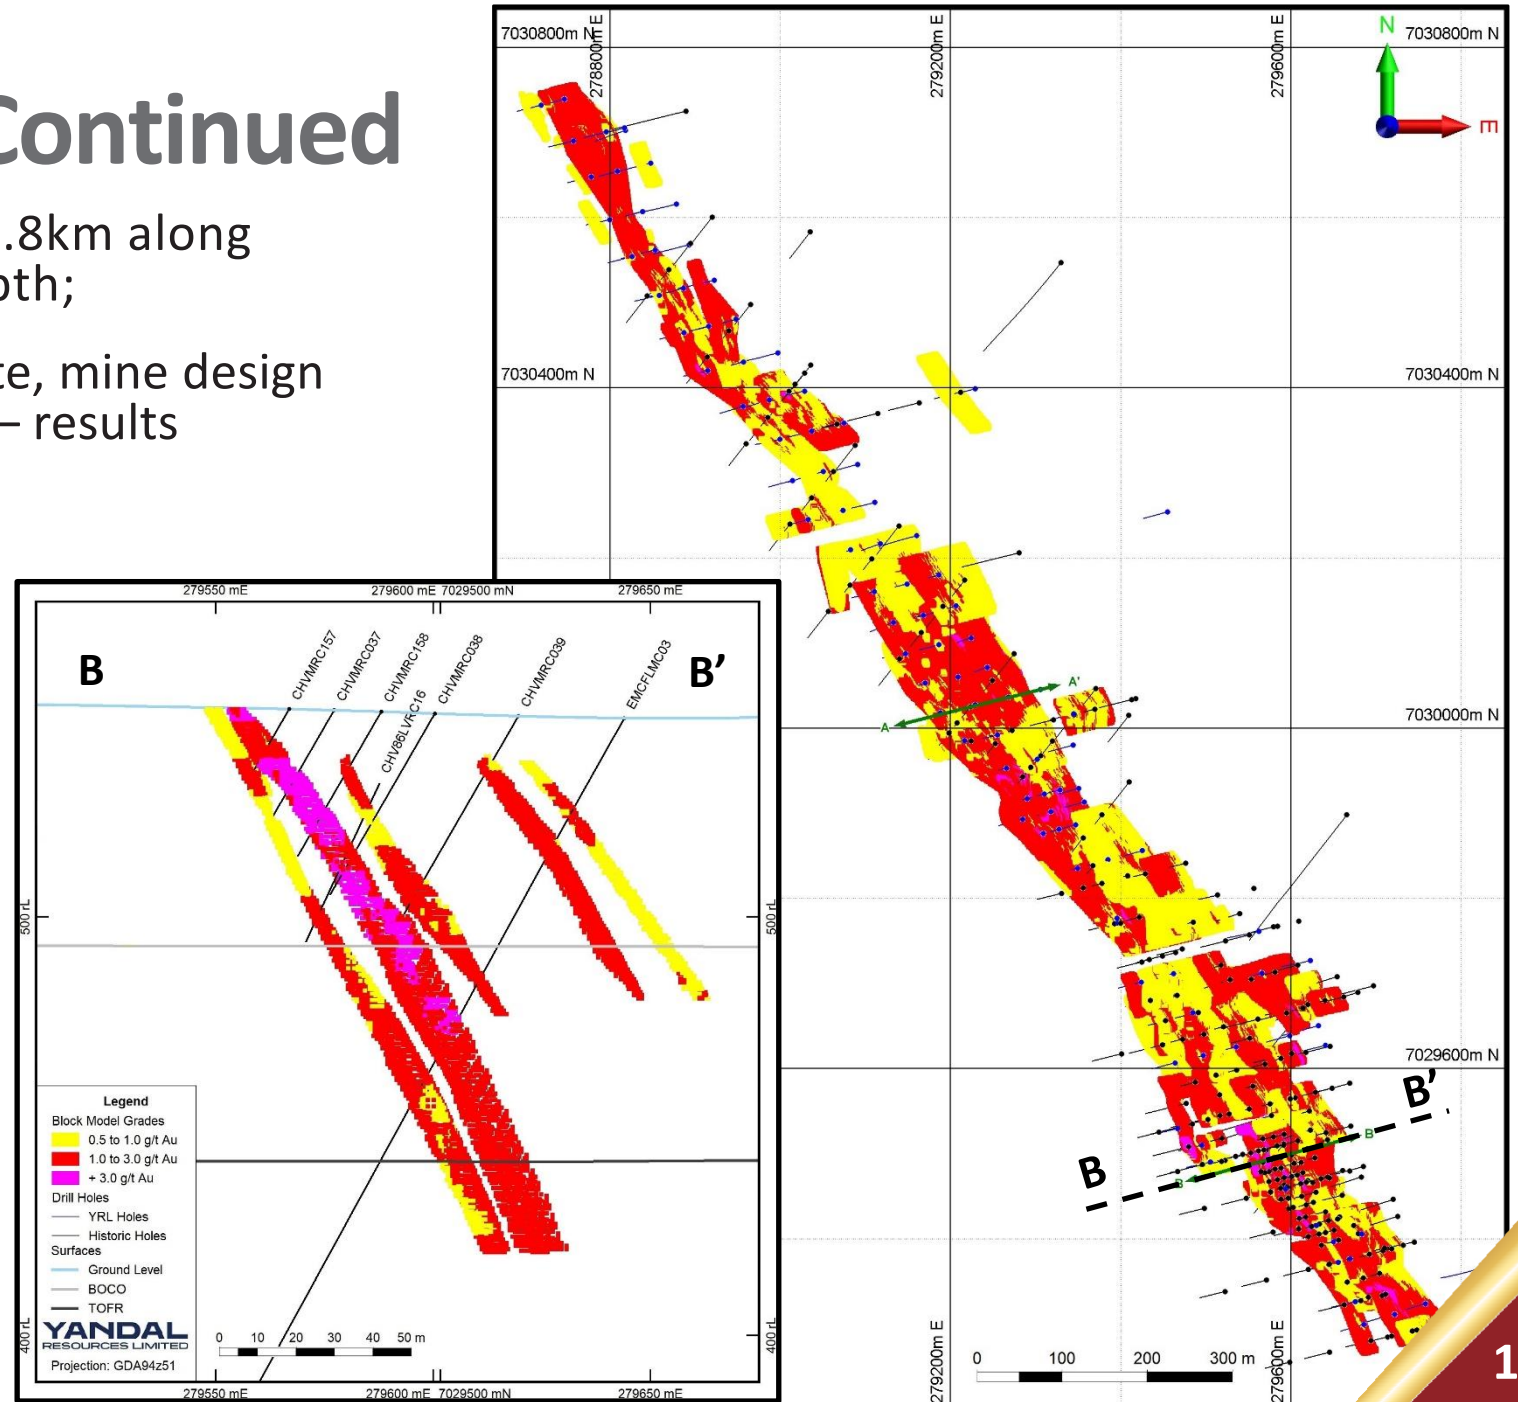 Continued
.8km along
pth;
te, mine design
– results
7030800m N
278800m E
279200m E
279600m E
7030800m N
N
E
7030400m N
7030400m N
A
A'
7030000m N
7029600m N
B
B'
B
B
279200m E
279600m E
0 100 200 300 m
279550 mE 279600 mE 7029500 mN 279650 mE
B
B'
CHVMRC157
CHVMRC037
CHVMRC158
CHV86LVRC16
CHVMRC038
CHVMRC039
EMCFLMC03
500 rL
500 rL
400 rL
400 rL
Legend
Block Model Grades
0.5 to 1.0 g/t Au
1.0 to 3.0 g/t Au
+ 3.0 g/t Au
Drill Holes
YRL Holes
Historic Holes
Surfaces
Ground Level
BOCO
TOFR
YANDAL
RESOURCES LIMITED
Projection: GDA94z51
0 10 20 30 40 50 m
279550 mE 279600 mE 7029500 mN 279650 mE
1